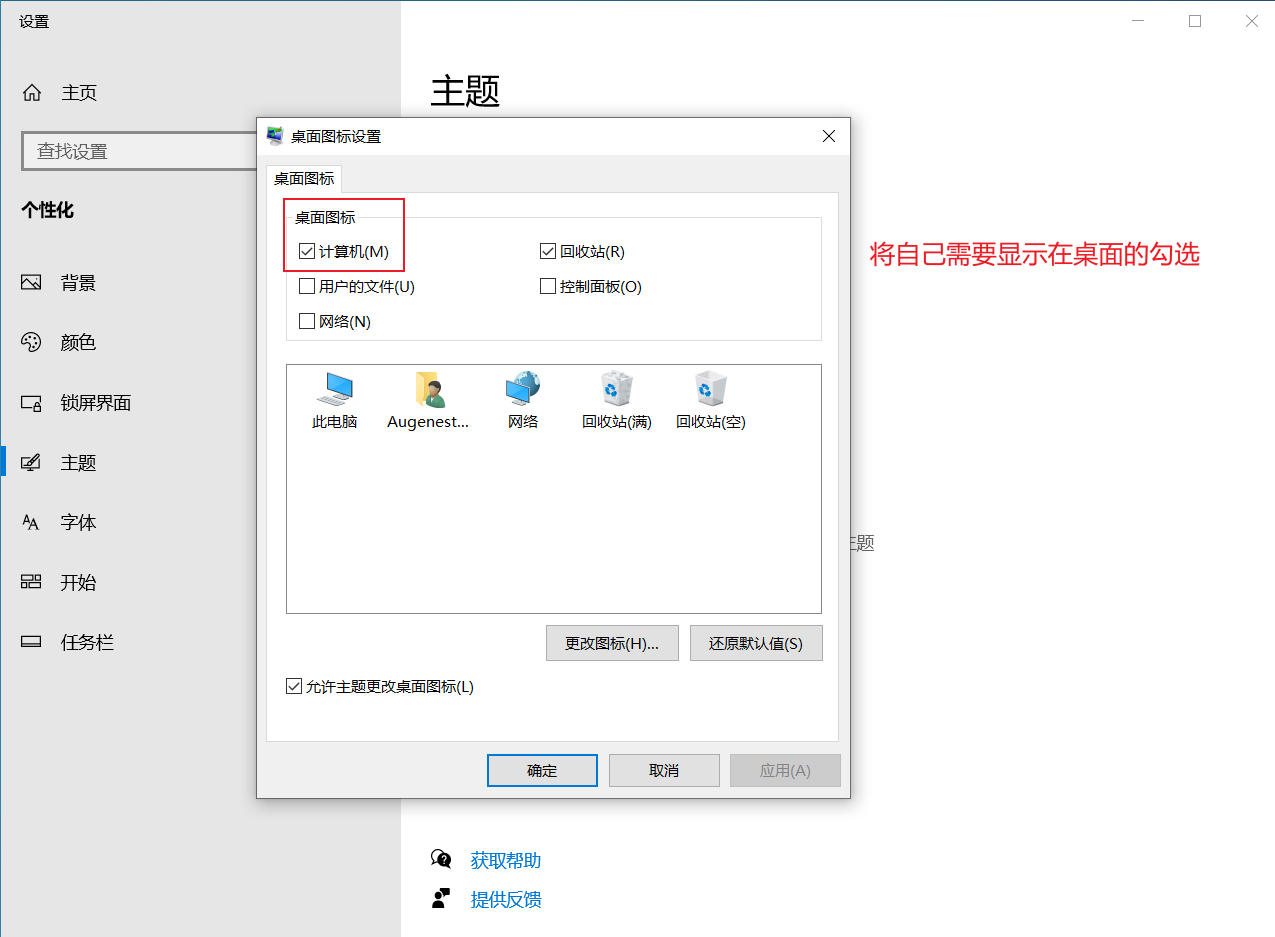 设置
主页
查找设置
个性化
背景
颜色
锁屏界面
主题
字体
开始
任务栏
主题
桌面图标设置
桌面图标
桌面图标
计算机(M)
回收站(R)
用户的文件(U)
控制面板(O)
网络(N)
此电脑
Augenest...
网络
回收站(满)
回收站(空)
更改图标(H)...
还原默认值(S)
允许主题更改桌面图标(L)
确定
取消
应用(A)
将自己需要显示在桌面的勾选
主题
获取帮助
提供反馈